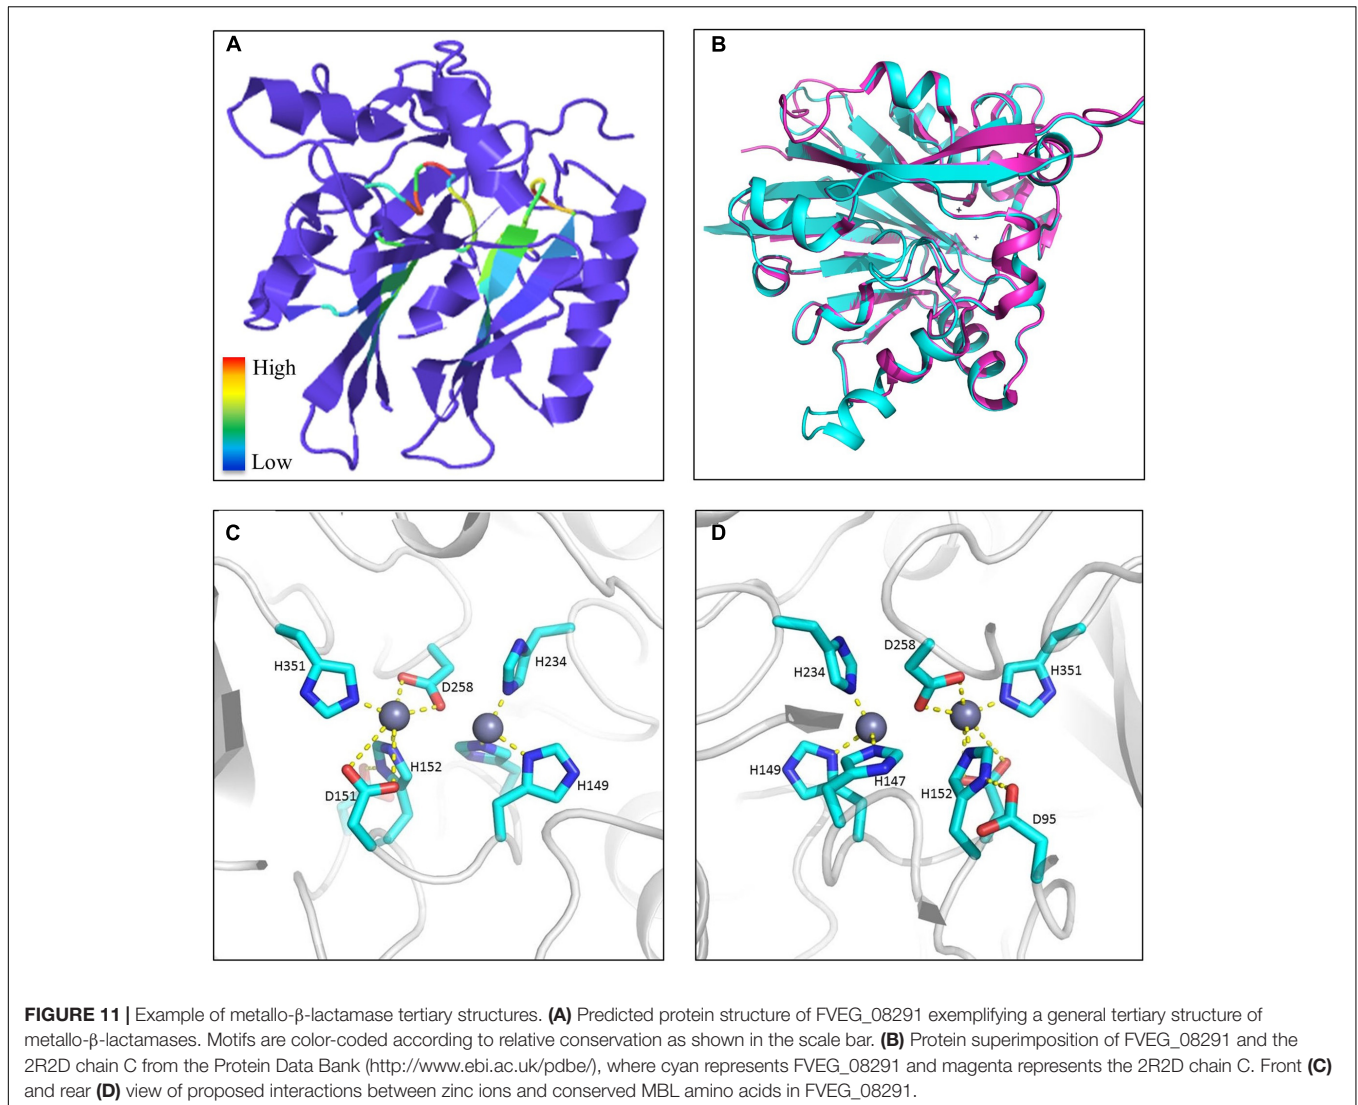 A
High
Low
B
C
H351
D258
H234
H152
D151
H149
D
D258
H234
H351
H149
H147
H152
D95
FIGURE 11 | Example of metallo-β-lactamase tertiary structures. (A) Predicted protein structure of FVEG_08291 exemplifying a general tertiary structure of
metallo-β-lactamases. Motifs are color-coded according to relative conservation as shown in the scale bar. (B) Protein superimposition of FVEG_08291 and the
2R2D chain C from the Protein Data Bank (http://www.ebi.ac.uk/pdbe/), where cyan represents FVEG_08291 and magenta represents the 2R2D chain C. Front (C)
and rear (D) view of proposed interactions between zinc ions and conserved MBL amino acids in FVEG_08291.